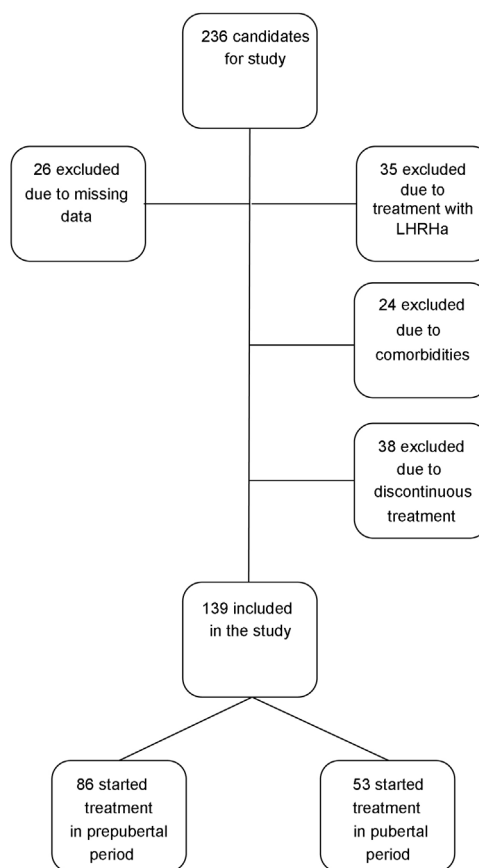 236 candidates
for study
26 excluded
due to missing
data
35 excluded
due to
treatment with
LHRHa
24 excluded
due to
comorbidities
38 excluded
due to
discontinuous
treatment
139 included
in the study
86 started
treatment
in prepubertal
period
53 started
treatment
in pubertal
period